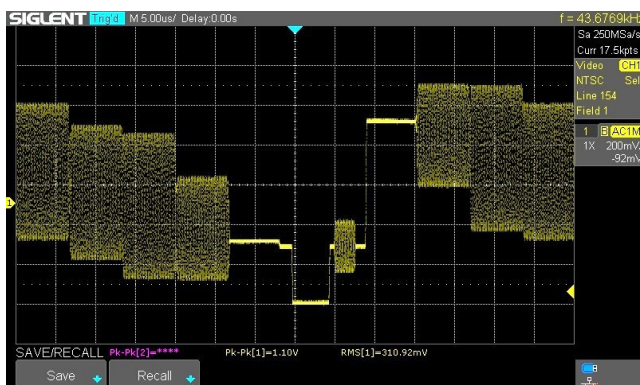 SIGLENT Trig'd M 5.00us/ Delay:0.00s f = 43.6769kHz
Sa 250MSa/s
Curr 17.5kpts
Video CH1
NTSC Sel
Line 154
Field 1
1 B AC1M
1X 200mV/
-92mV
1
SAVE/RECALL Pk-Pk[2]=**** Pk-Pk[1]=1.10V RMS[1]=310.92mV
Save Recall